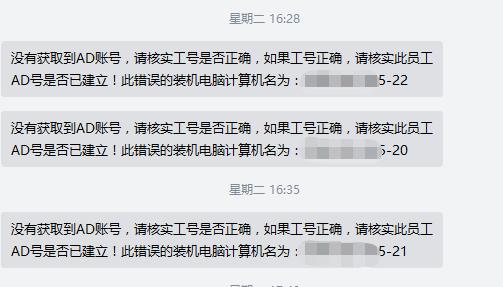 星期二 16:28
没有获取到AD账号，请核实工号是否正确，如果工号正确，请核实此员工
AD号是否已建立！此错误的装机电脑计算机名为：5-22
没有获取到AD账号，请核实工号是否正确，如果工号正确，请核实此员工
AD号是否已建立！此错误的装机电脑计算机名为：5-20
星期二 16:35
没有获取到AD账号，请核实工号是否正确，如果工号正确，请核实此员工
AD号是否已建立！此错误的装机电脑计算机名为：5-21